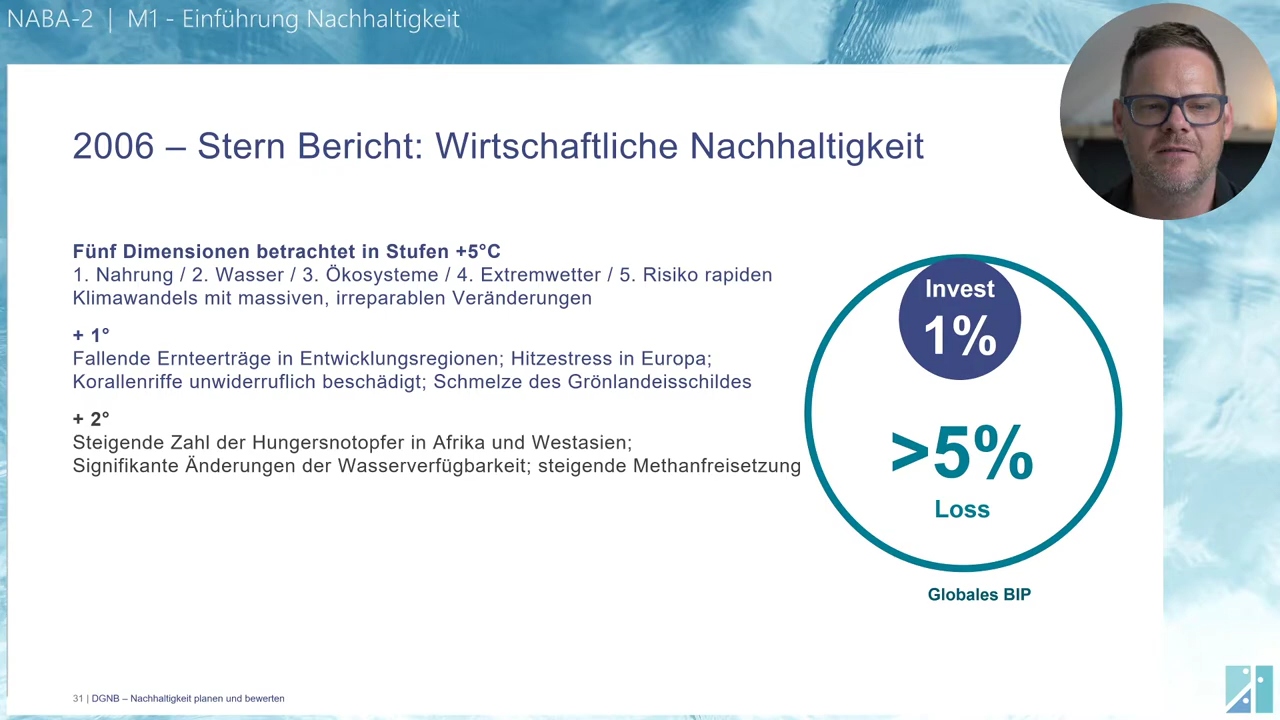 NABA-2 | M1 - Einführung Nachhaltigkeit
2006 – Stern Bericht: Wirtschaftliche Nachhaltigkeit
Fünf Dimensionen betrachtet in Stufen +5°C
1. Nahrung / 2. Wasser / 3. Ökosysteme / 4. Extremwetter / 5. Risiko rapiden
Klimawandels mit massiven, irreparablen Veränderungen
+ 1°
Fallende Ernteerträge in Entwicklungsregionen; Hitzestress in Europa;
Korallenriffe unwiderruflich beschädigt; Schmelze des Grönlandeisschildes
+ 2°
Steigende Zahl der Hungersnotopfer in Afrika und Westasien;
Signifikante Änderungen der Wasserverfügbarkeit; steigende Methanfreisetzung
Invest
1%
>5%
Loss
Globales BIP
31 | DGNB – Nachhaltigkeit planen und bewerten